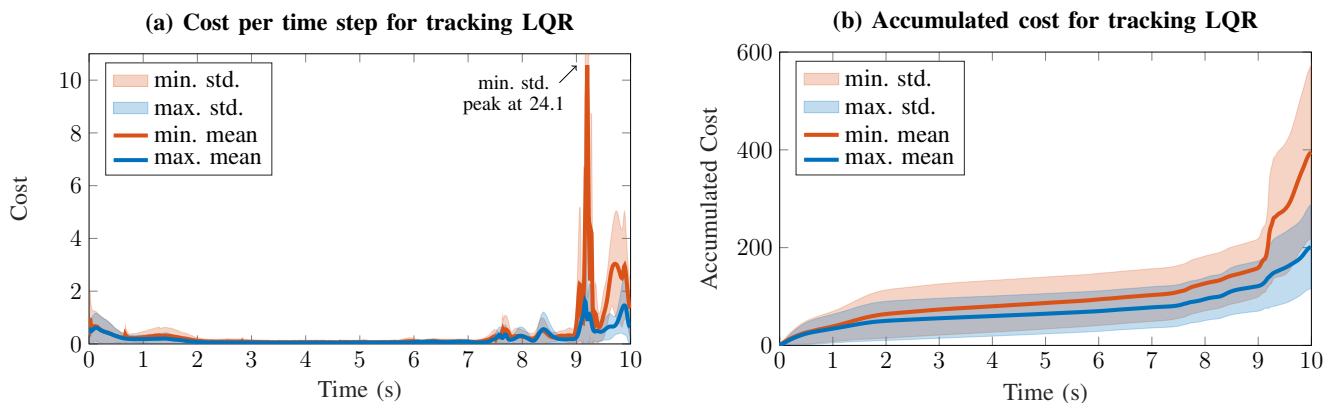 (a) Cost per time step for tracking LQR
10
8
6
4
2
0
Cost
min. std.
max. std.
min. mean
max. mean
min. std.
peak at 24.1
0 1 2 3 4 5 6 7 8 9 10
Time (s)
(b) Accumulated cost for tracking LQR
600
400
200
0
Accumulated Cost
min. std.
max. std.
min. mean
max. mean
0 1 2 3 4 5 6 7 8 9 10
Time (s)